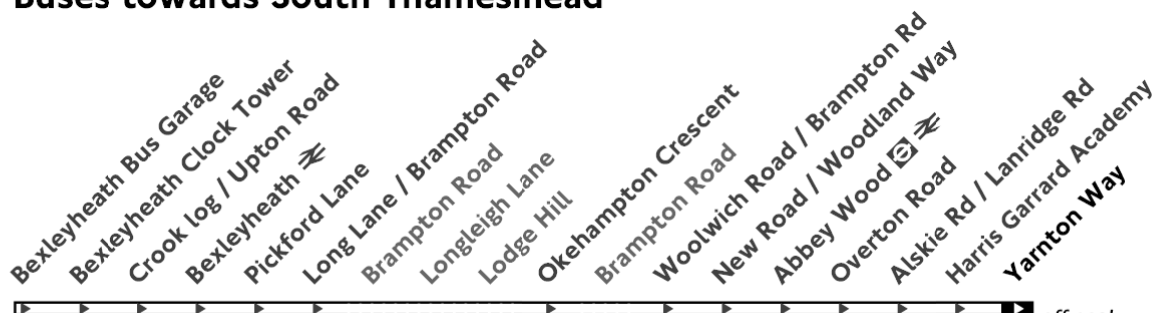 Buses towards South Thamesmead
Bexleyheath Bus Garage
Bexleyheath Clock Tower
Crook log / Upton Road
Bexleyheath
Pickford Lane
Long Lane / Brampton Road
Brampton Road
Longleigh Lane
Lodge Hill
Okehampton Crescent
Brampton Road
Woolwich Road / Brampton Rd
New Road / Woodland Way
Abbey Wood
Overton Road
Alskie Rd / Lanridge Rd
Harris Garrard Academy
Yarnton Way